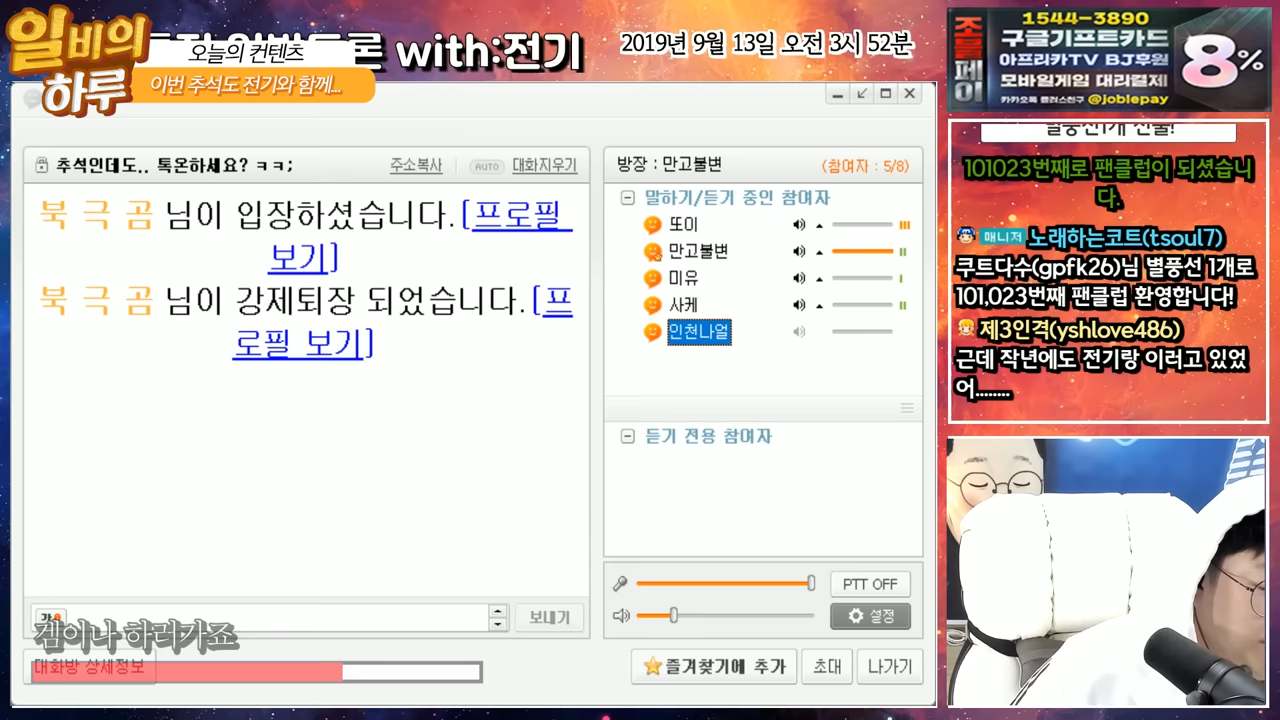 일비의
하루
오늘의 컨텐츠
이번 추석도 전기와 함께...
with:전기
2019년 9월 13일 오전 3시 52분
조블페이
1544-3890
구글기프트카드
아프리카TV BJ후원
모바일게임 대리결제
카카오톡 플러스친구 @joblepay
8%
추석인데도.. 톡온하세요? ㅋㅋ;
주소복사
AUTO
대화지우기
북 극 곰 님이 입장하셨습니다.[프로필
보기]
북 극 곰 님이 강제퇴장 되었습니다.[프
로필 보기]
보내기
겜이나 하러가죠
대화방 상세정보
방장 : 만고불변
(참여자 : 5/8)
말하기/듣기 중인 참여자
또이
만고불변
미유
사케
인천나얼
듣기 전용 참여자
PTT OFF
설정
즐겨찾기에 추가
초대
나가기
별풍선1개 선물!
101023번째로 팬클럽이 되셨습니
다.
매니저 노래하는코트(tsoul7)
쿠트다수(gpfk26)님 별풍선 1개로
101,023번째 팬클럽 환영합니다!
제3인격(yshlove486)
근데 작년에도 전기랑 이러고 있었
어........